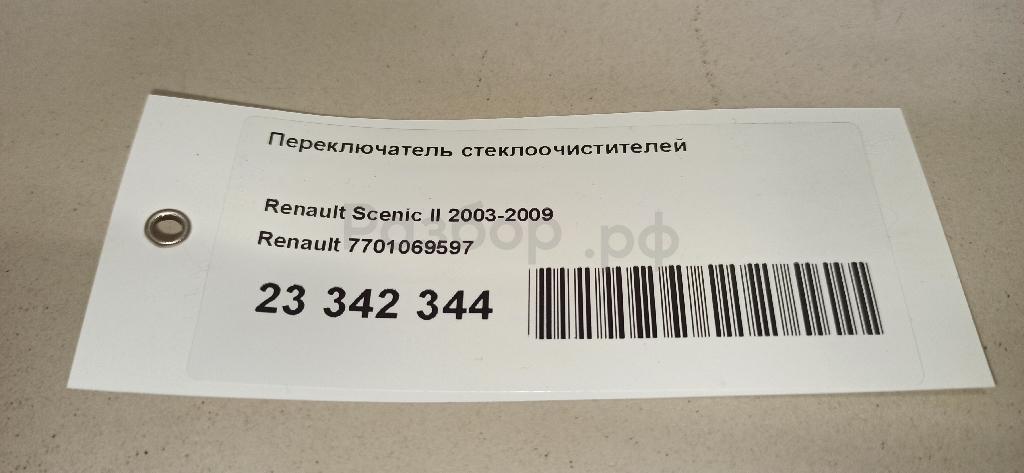 Переключатель стеклоочистителей
Renault Scenic II 2003-2009
Renault 7701069597
Разбор.рф
23 342 344